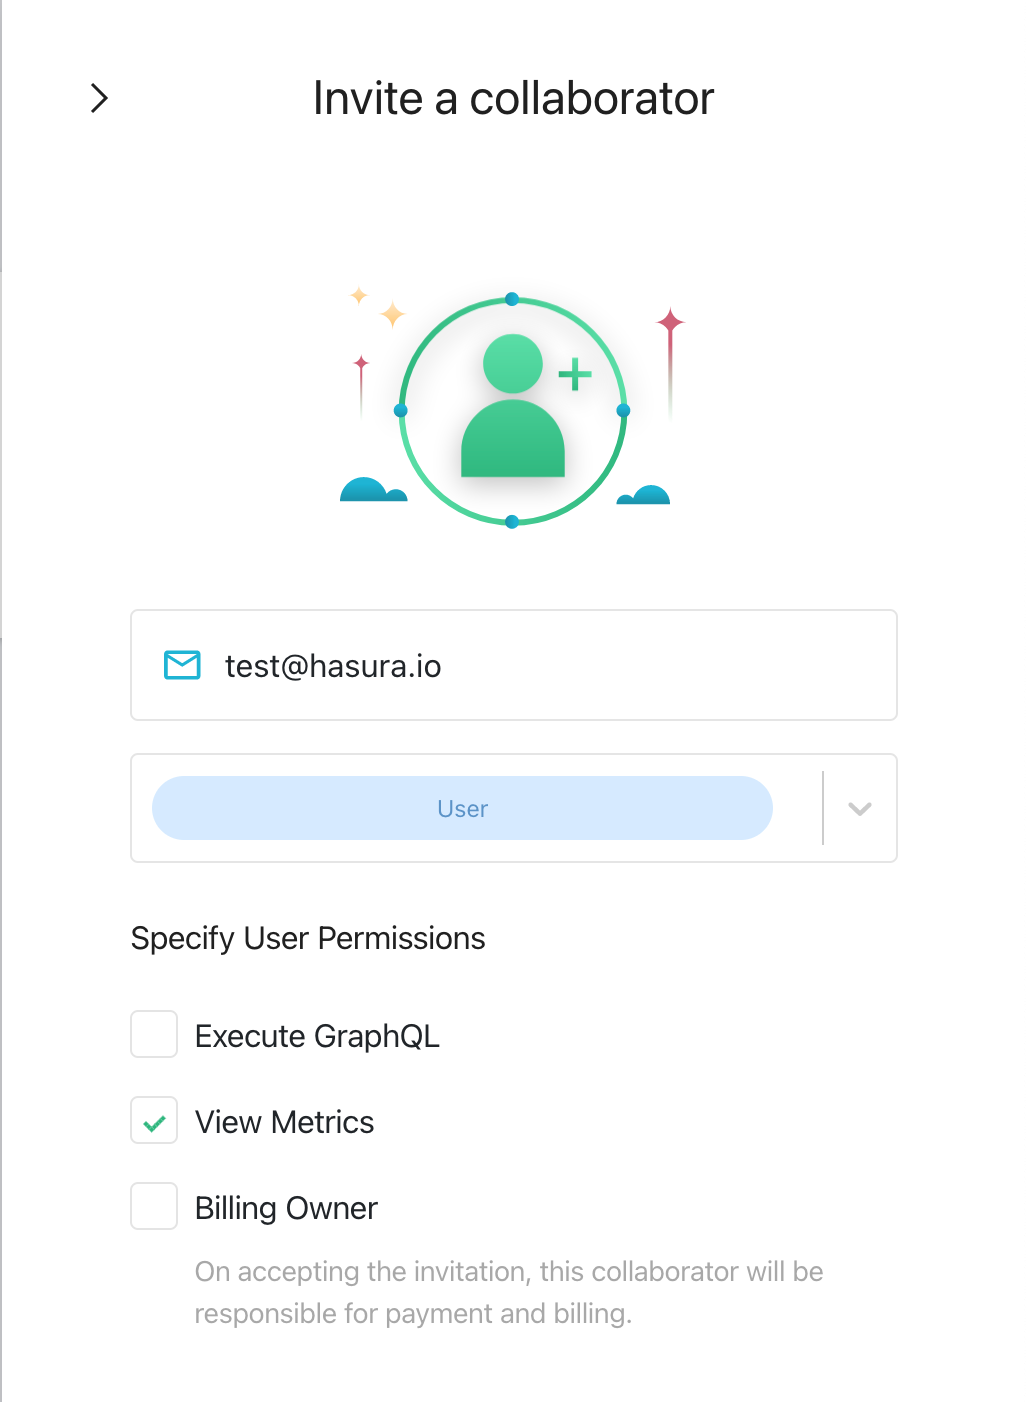 Invite a collaborator
test@hasura.io
User
Specify User Permissions
Execute GraphQL
View Metrics
Billing Owner
On accepting the invitation, this collaborator will be
responsible for payment and billing.